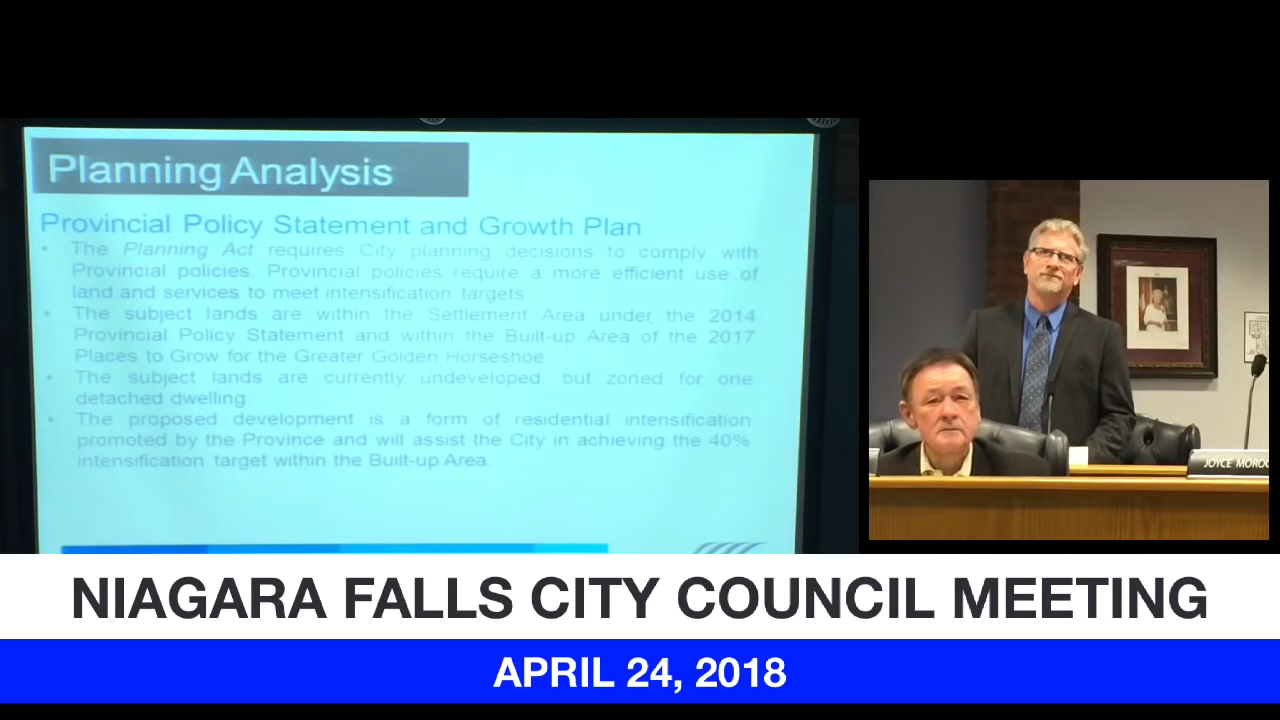 Planning Analysis
Provincial Policy Statement and Growth Plan
• The Planning Act requires City planning decisions to comply with
Provincial policies. Provincial policies require a more efficient use of
land and services to meet intensification targets
• The subject lands are within the Settlement Area under the 2014
Provincial Policy Statement and within the Built-up Area of the 2017
Places to Grow for the Greater Golden Horseshoe
• The subject lands are currently undeveloped, but zoned for one
detached dwelling.
• The proposed development is a form of residential intensification
promoted by the Province and will assist the City in achieving the 40%
intensification target within the Built-up Area
JOYCE MOROC
NIAGARA FALLS CITY COUNCIL MEETING
APRIL 24, 2018